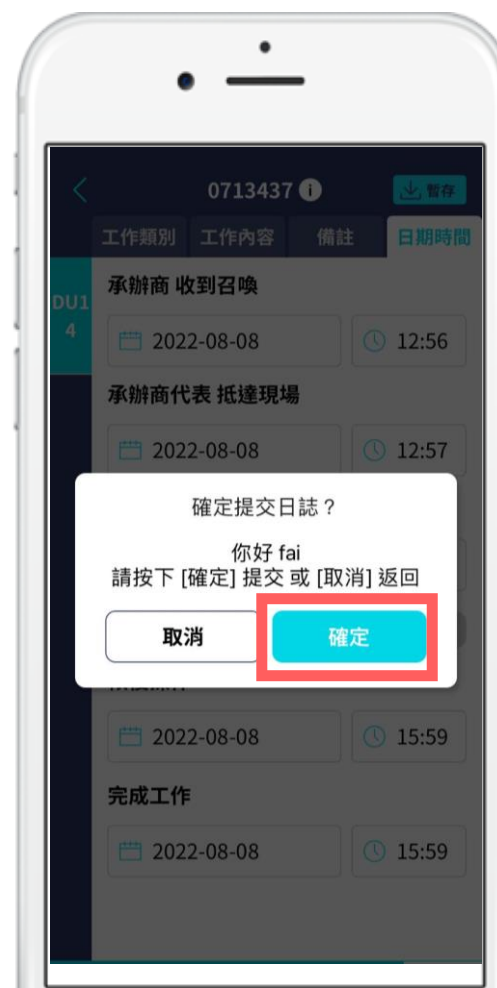 0713437
暫存
工作類別 工作內容 備註 日期時間
DU1
4
承辦商 收到召喚
2022-08-08 12:56
承辦商代表 抵達現場
2022-08-08 12:57
確定提交日誌？
你好 fai
請按下 [確定] 提交 或 [取消] 返回
取消 確定
2022-08-08 15:59
完成工作
2022-08-08 15:59